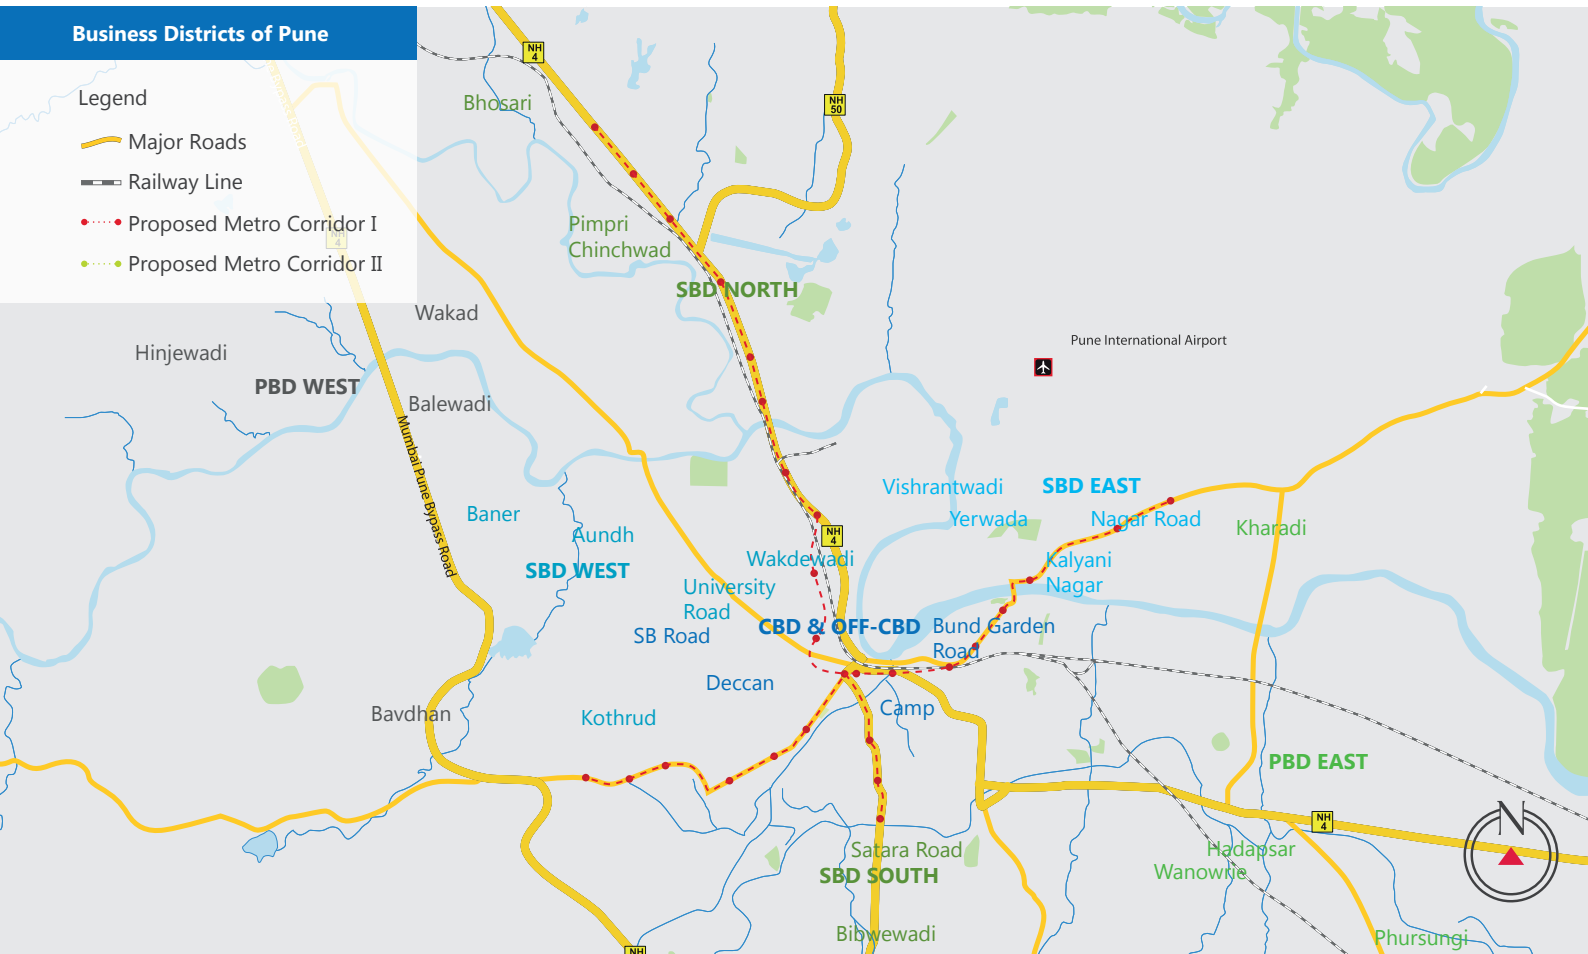 Business Districts of Pune
Legend
Major Roads
Railway Line
Proposed Metro Corridor I
Proposed Metro Corridor II
NH
4
NH
4
NH
50
Bhosari
Pimpri
Chinchwad
SBD NORTH
Wakad
Hinjewadi
PBD WEST
Balewadi
Mumbai Pune Bypass Road
Pune International Airport
Vishrantwadi
SBD EAST
Yerwada
Nagar Road
Kharadi
Baner
Aundh
NH
4
Wakdewadi
Kalyani
Nagar
SBD WEST
University
Road
SB Road
CBD & OFF-CBD
Bund Garden
Road
Deccan
Camp
Bavdhan
Kothrud
PBD EAST
NH
4
N
Satara Road
SBD SOUTH
Hadapsar
Wanowrie
Bibwewadi
Phursungi
NH